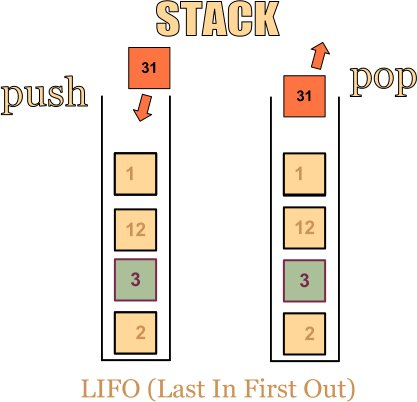 STACK
push
31
1
12
3
2
pop
31
1
12
3
2
LIFO (Last In First Out)